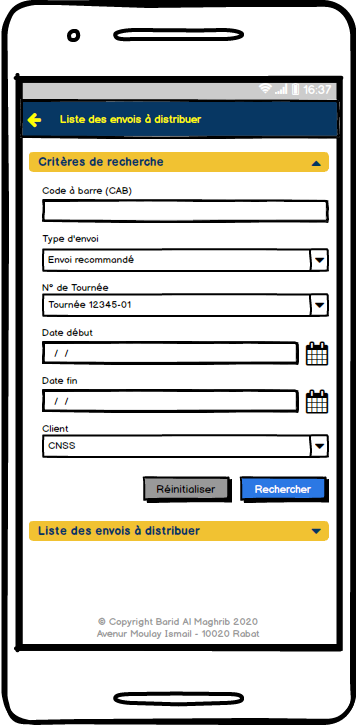 16:37
Liste des envois à distribuer
Critères de recherche
Code à barre (CAB)
Type d'envoi
Envoi recommandé
N° de Tournée
Tournée 12345-01
Date début
/ /
Date fin
/ /
Client
CNSS
Réinitialiser Rechercher
Liste des envois à distribuer
© Copyright Barid Al Maghrib 2020
Avenur Moulay Ismail - 10020 Rabat